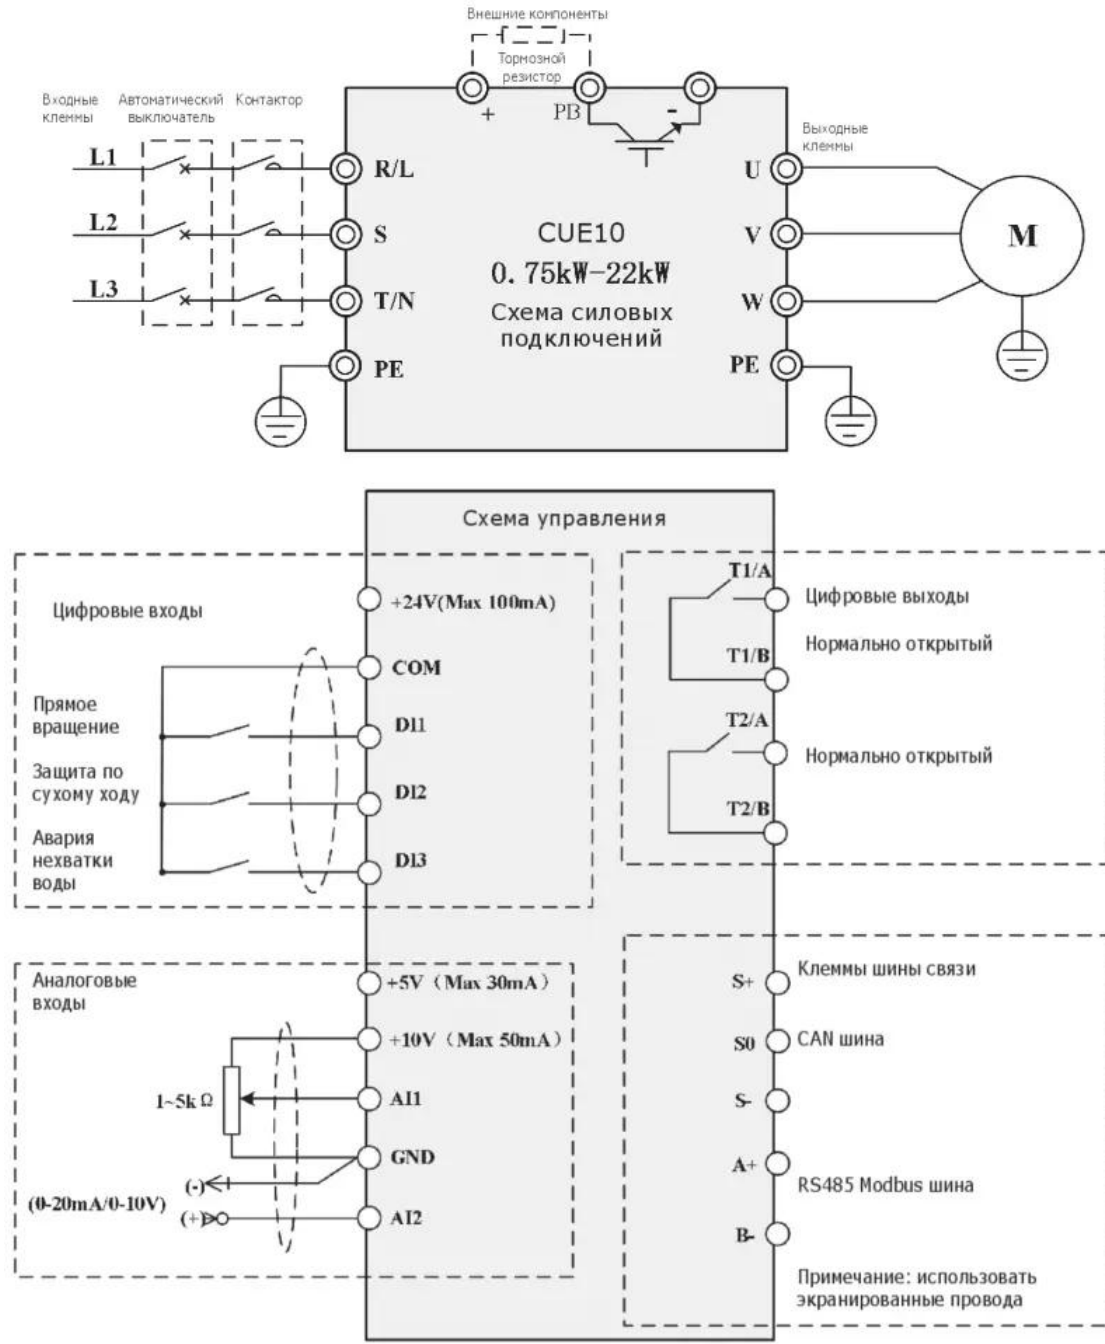 Внешние компоненты
Тормозной
резистор
Входные
клеммы
Автоматический
выключатель
Контактор
+
PB
-
Выходные
клеммы
L1
R/L
U
L2
S
V
L3
T/N
W
PE
PE
M
CUE10
0.75kW-22kW
Схема силовых
подключений
Схема управления
Цифровые входы
+24V(Max 100mA)
COM
Прямое
вращение
DI1
Защита по
сухому ходу
DI2
Авария
нехватки
воды
DI3
T1/A
Цифровые выходы
Нормально открытый
T1/B
T2/A
Нормально открытый
T2/B
Аналоговые
входы
+5V (Max 30mA)
+10V (Max 50mA)
1~5k Ω
AI1
GND
(-)
(0-20mA/0-10V)
(+)
AI2
S+
Клеммы шины связи
S0
CAN шина
S-
A+
RS485 Modbus шина
B-
Примечание: использовать
экранированные провода